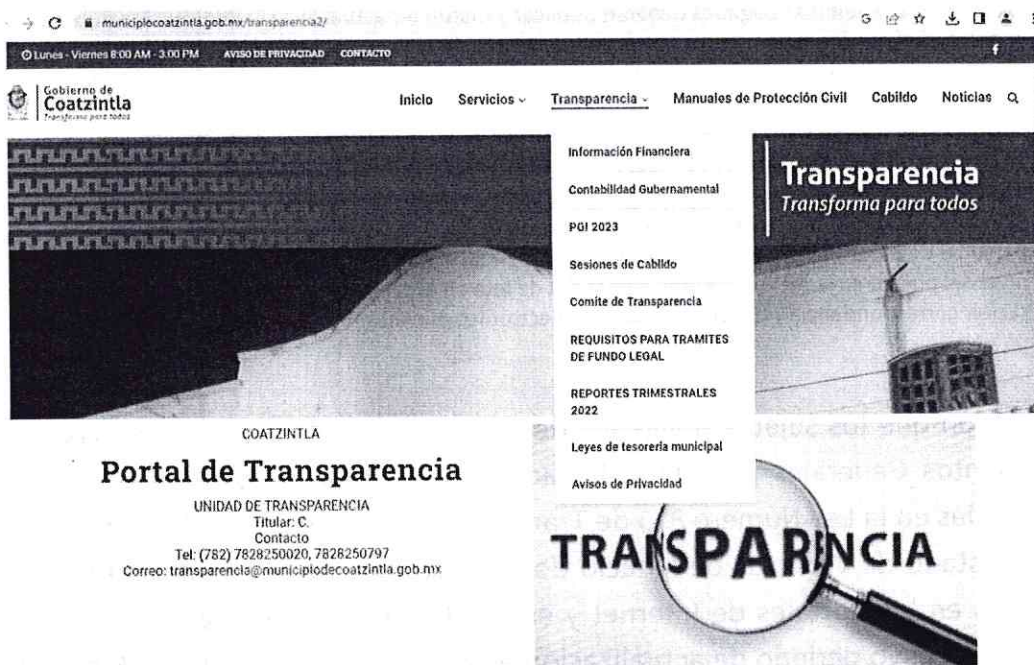 municipiocoatzintla.gob.mx/transparencia2/
Lunes - Viernes 8:00 AM - 3:00 PM AVISO DE PRIVACIDAD CONTACTO
Gobierno de
Coatzintla
Transforma para todos
Inicio Servicios Transparencia Manuales de Protección Civil Cabildo Noticias
Información Financiera
Contabilidad Gubernamental
PGI 2023
Sesiones de Cabildo
Comite de Transparencia
REQUISITOS PARA TRAMITES
DE FUNDO LEGAL
REPORTES TRIMESTRALES
2022
Leyes de tesoreria municipal
Avisos de Privacidad
Transparencia
Transforma para todos
COATZINTLA
Portal de Transparencia
UNIDAD DE TRANSPARENCIA
Titular: C.
Contacto
Tel: (782) 7828250020, 7828250797
Correo: transparencia@municipiodecoatzintla.gob.mx
TRANSPARENCIA